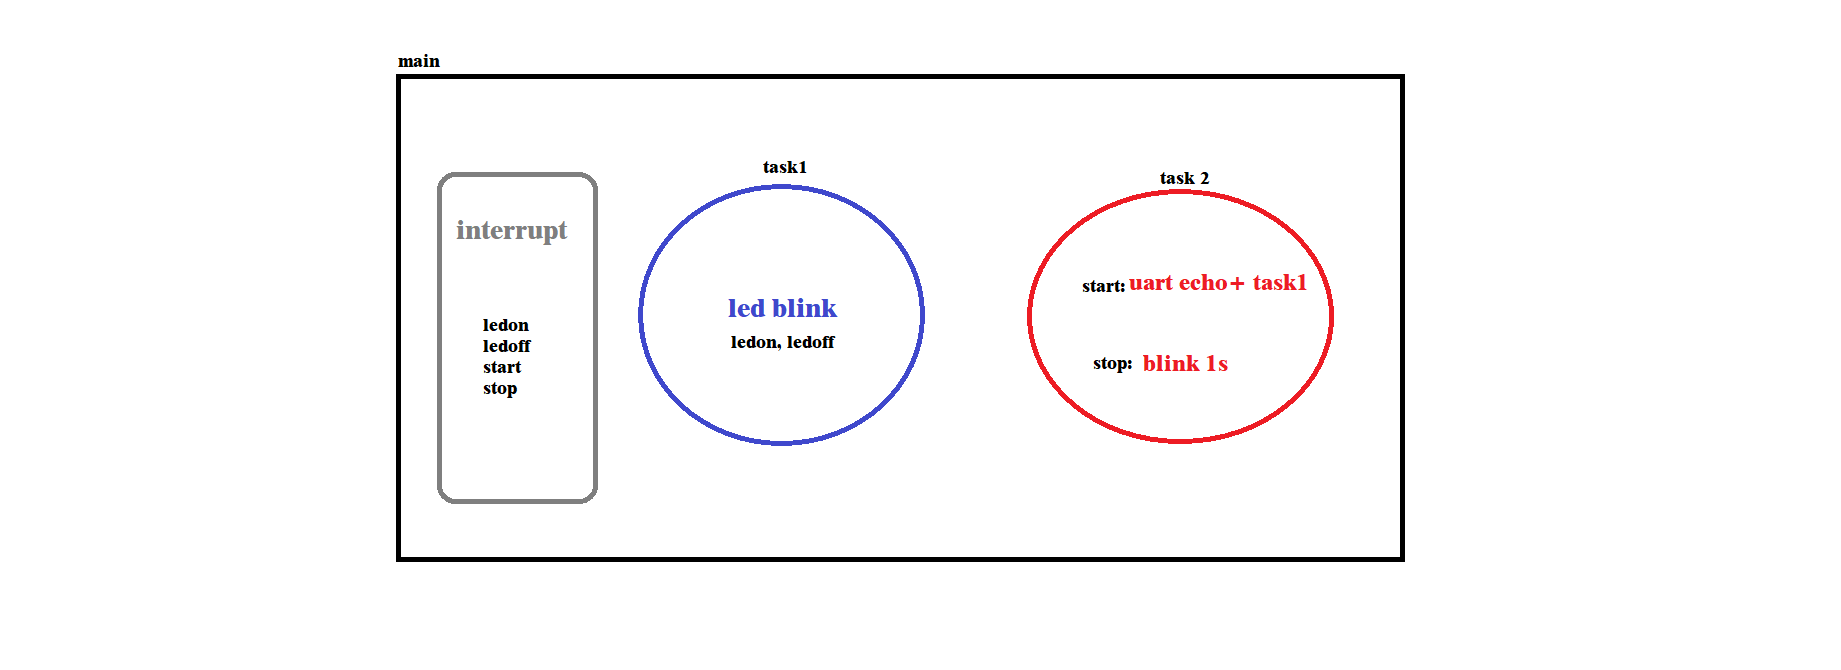 main
interrupt
ledon
ledoff
start
stop
task1
led blink
ledon, ledoff
task 2
start: uart echo+ task1
stop: blink 1s